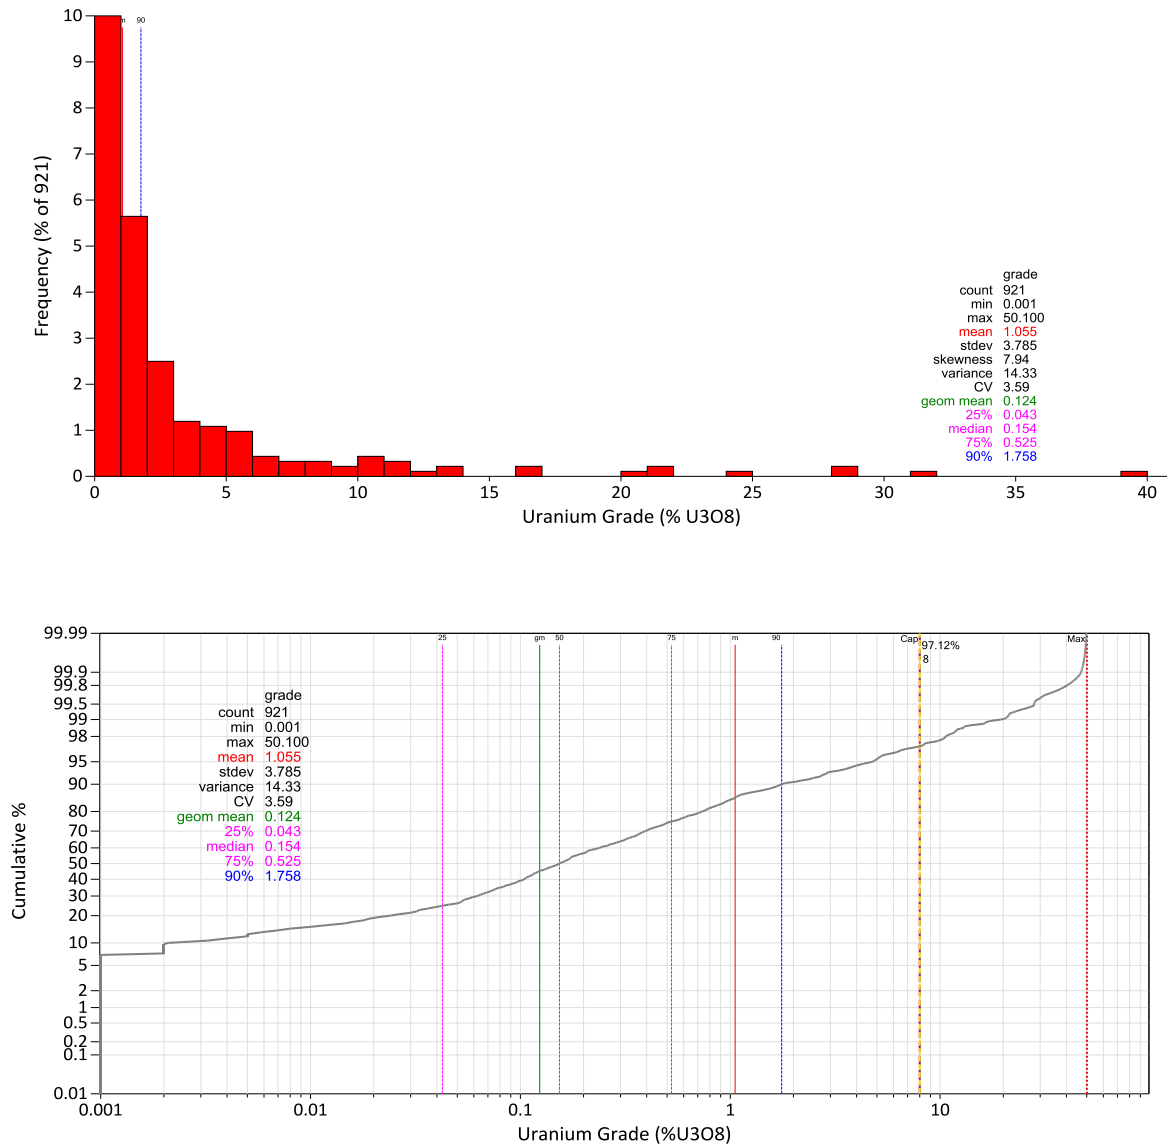 10
n 90
9
8
7
6
5
4
3
2
1
0
Frequency (% of 921)
grade
count 921
min 0.001
max 50.100
mean 1.055
stdev 3.785
skewness 7.94
variance 14.33
CV 3.59
geom mean 0.124
25% 0.043
median 0.154
75% 0.525
90% 1.758
0 5 10 15 20 25 30 35 40
Uranium Grade (% U3O8)
99.99
25 gm 50 75 m 90 Cap Max
97.12%
8
99.9
99.8
99.5
99
98
95
90
80
70
60
50
40
30
20
10
5
2
1
0.5
0.2
0.1
0.01
Cumulative %
grade
count 921
min 0.001
max 50.100
mean 1.055
stdev 3.785
variance 14.33
CV 3.59
geom mean 0.124
25% 0.043
median 0.154
75% 0.525
90% 1.758
0.001 0.01 0.1 1 10
Uranium Grade (%U3O8)